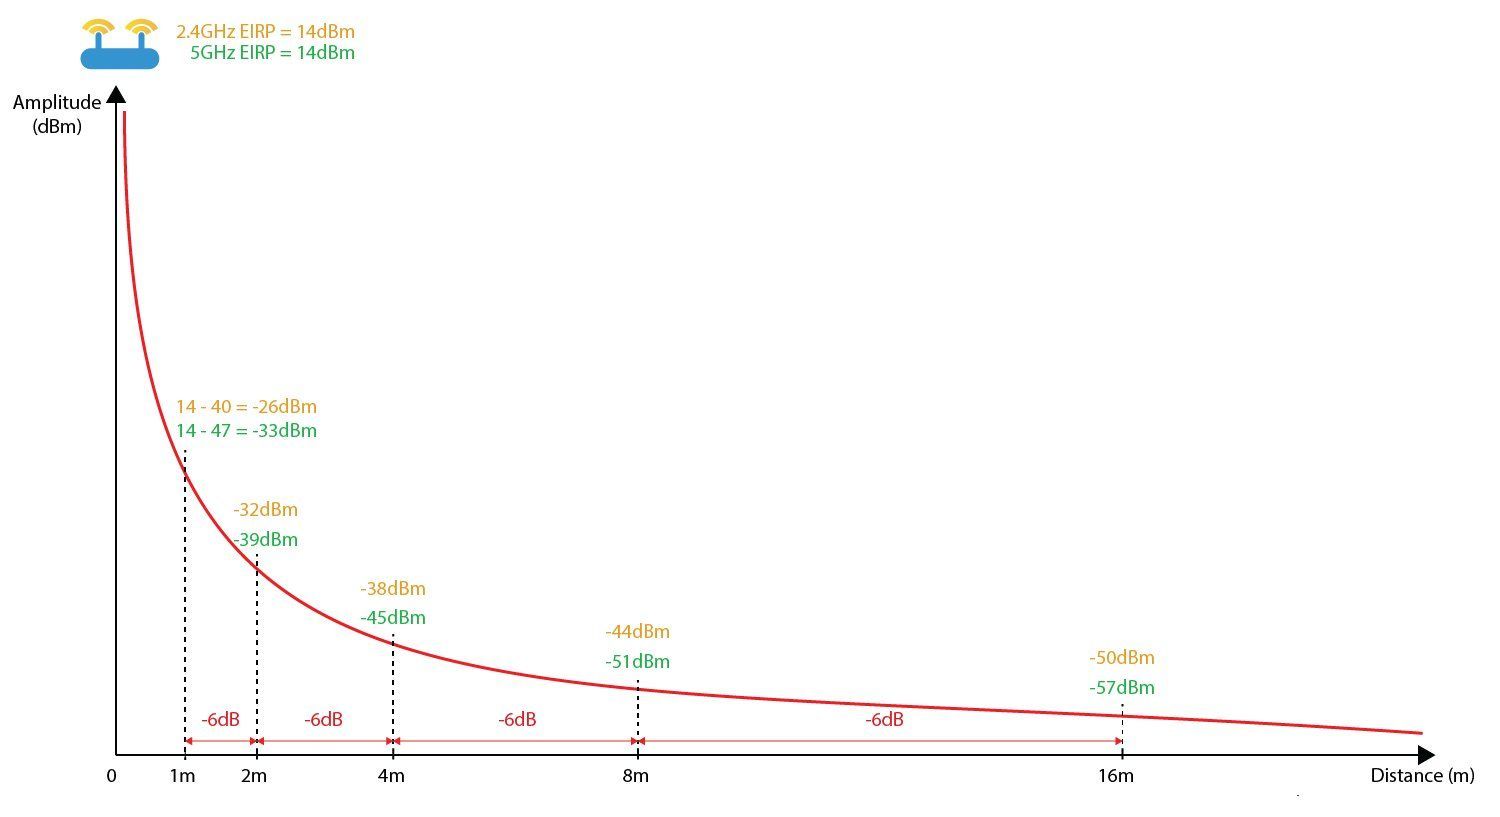 2.4GHz EIRP = 14dBm
5GHz EIRP = 14dBm
Amplitude
(dBm)
14 - 40 = -26dBm
14 - 47 = -33dBm
-32dBm
-39dBm
-38dBm
-45dBm
-44dBm
-51dBm
-50dBm
-57dBm
-6dB -6dB -6dB -6dB
0 1m 2m 4m 8m 16m Distance (m)